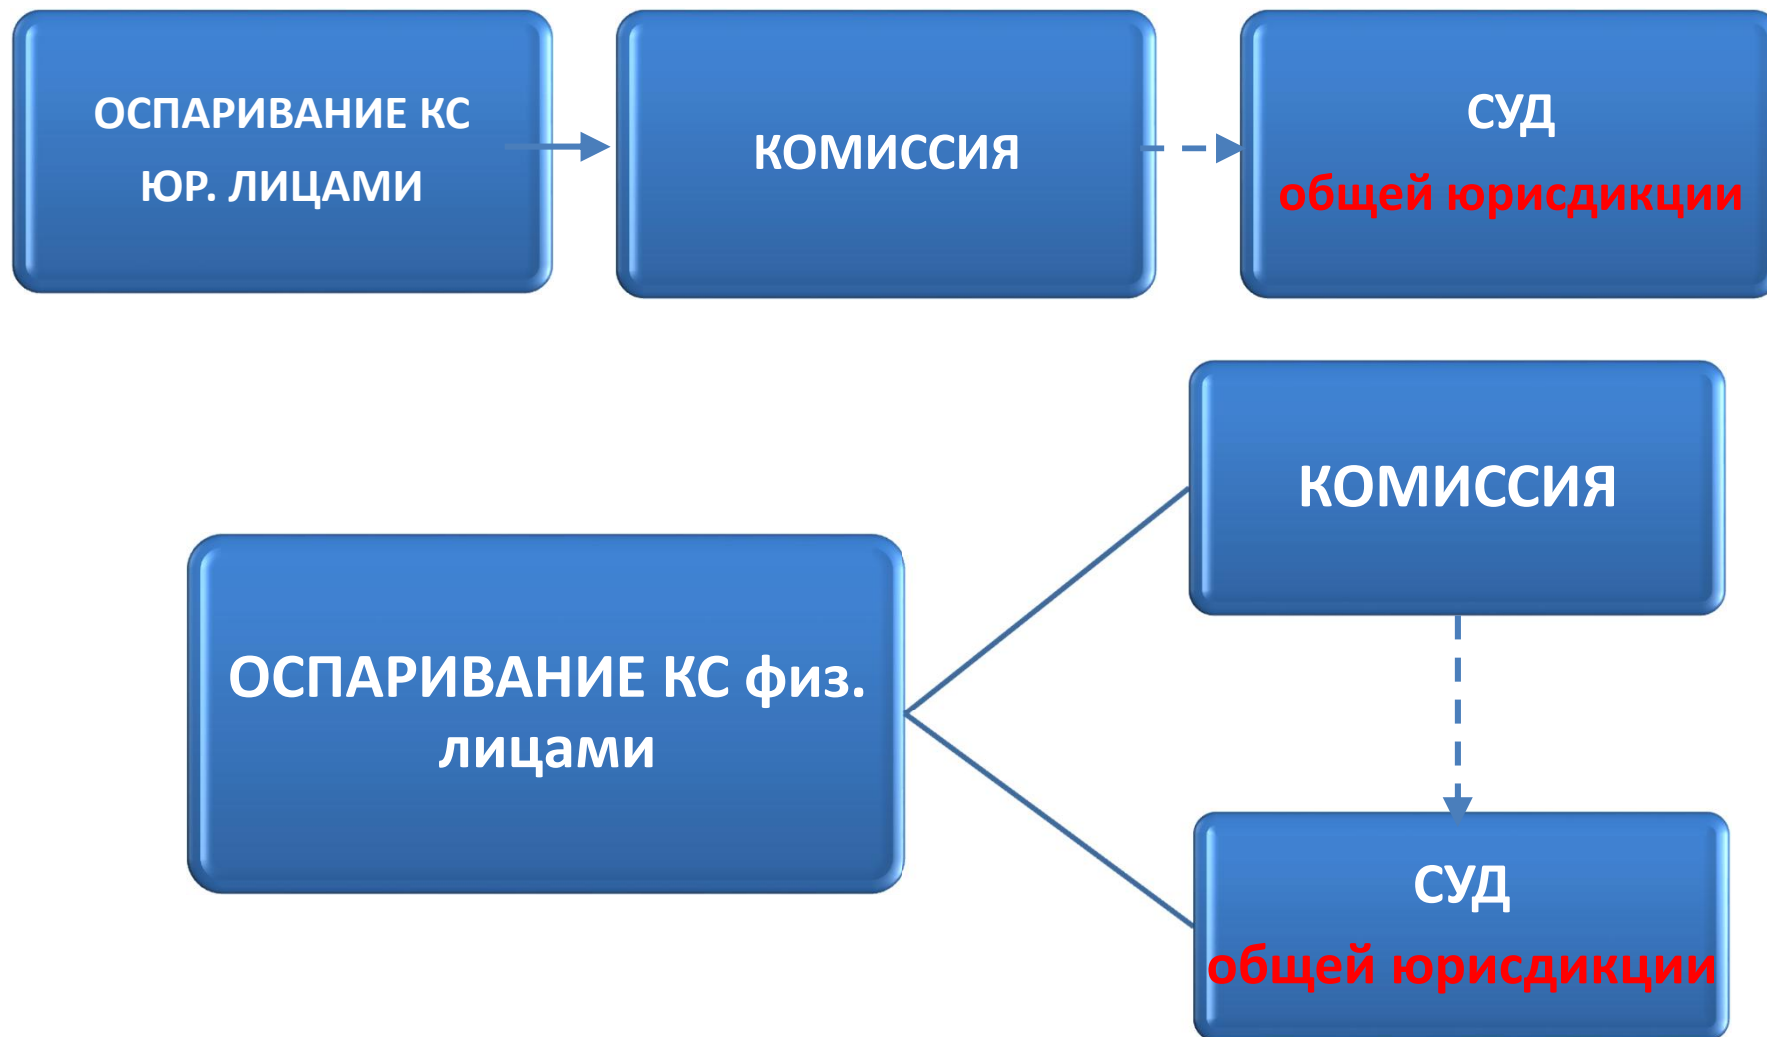 ОСПАРИВАНИЕ КС
ЮР. ЛИЦАМИ
КОМИССИЯ
СУД
общей юрисдикции
КОМИССИЯ
ОСПАРИВАНИЕ КС физ.
лицами
СУД
общей юрисдикции